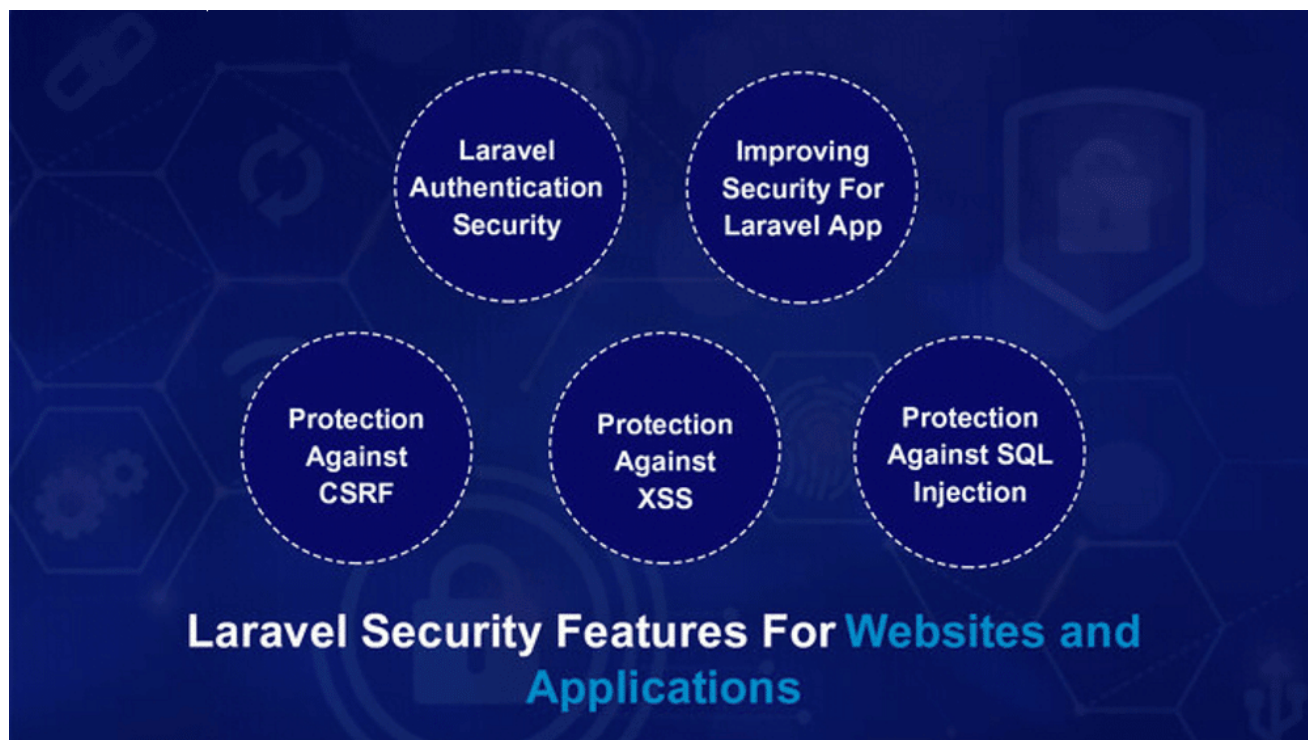 Laravel
Authentication
Security
Improving
Security For
Laravel App
Protection
Against
CSRF
Protection
Against
XSS
Protection
Against SQL
Injection
Laravel Security Features For Websites and
Applications